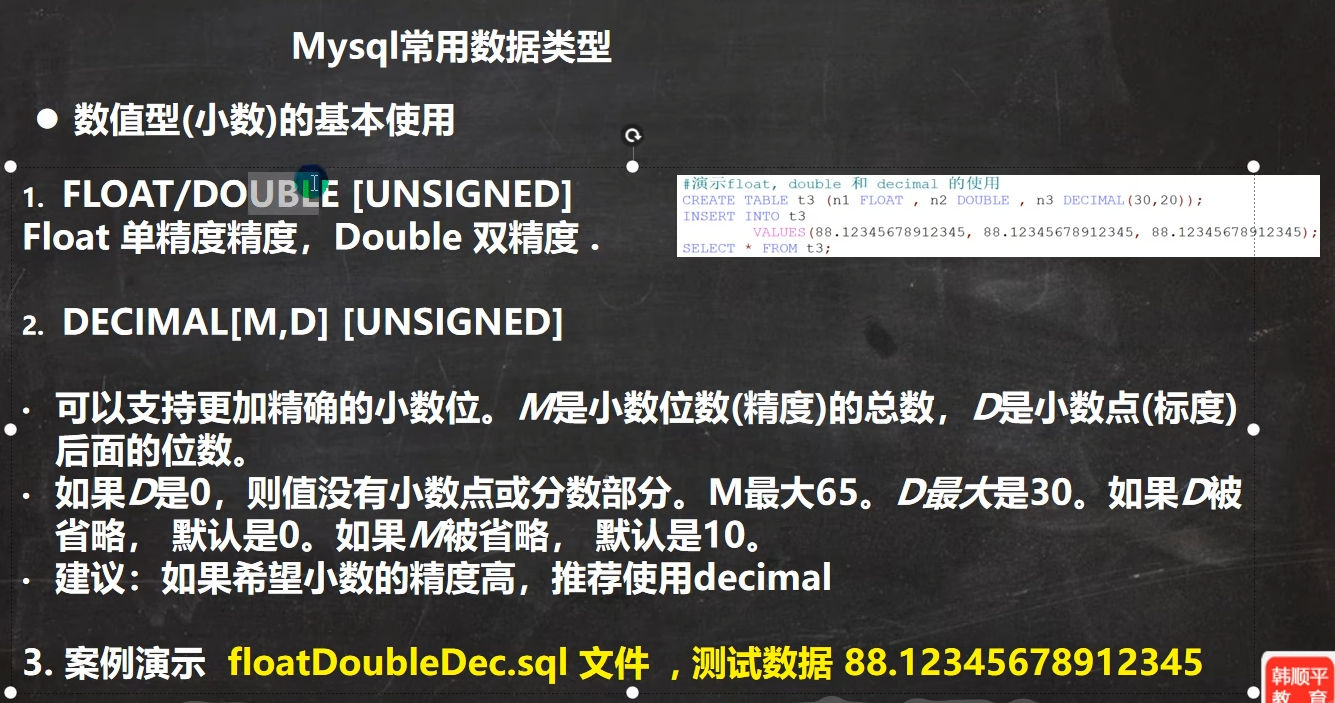 Mysql常用数据类型
● 数值型(小数)的基本使用
1. FLOAT/DOUBLE [UNSIGNED]
Float 单精度精度，Double 双精度 .
#演示float, double 和 decimal 的使用
CREATE TABLE t3 (n1 FLOAT , n2 DOUBLE , n3 DECIMAL(30,20));
INSERT INTO t3
VALUES(88.12345678912345, 88.12345678912345, 88.12345678912345);
SELECT * FROM t3;
2. DECIMAL[M,D] [UNSIGNED]
· 可以支持更加精确的小数位。M是小数位数(精度)的总数，D是小数点(标度)
后面的位数。
· 如果D是0，则值没有小数点或分数部分。M最大65。D最大是30。如果D被
省略， 默认是0。如果M被省略， 默认是10。
· 建议：如果希望小数的精度高，推荐使用decimal
3. 案例演示 floatDoubleDec.sql 文件 , 测试数据 88.12345678912345
韩顺平
教 育